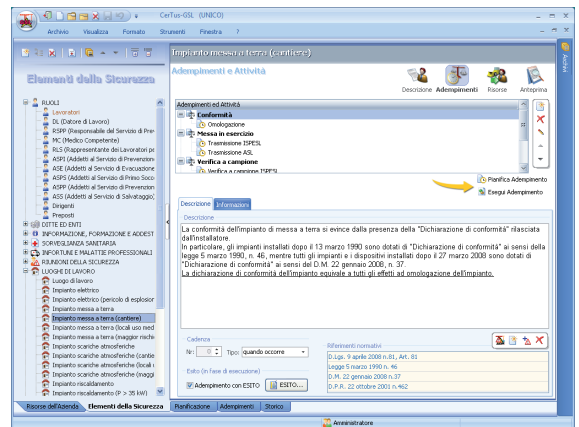 CerTus-GSL (UNICO)
Archivio Visualizza Formato Strumenti Finestra ?
Archivi
Elementi della Sicurezza
RUOLI
Lavoratori
DL (Datore di Lavoro)
RSPP (Responsabile del Servizio di Prev
MC (Medico Competente)
RLS (Rappresentante dei Lavoratori pe
ASPI (Addetti al Servizio di Prevenzion
ASE (Addetti al Servizio di Evacuazione
ASPS (Addetti al Servizio di Primo Soco
ASPP (Addetti al Servizio di Prevenzion
ASS (Addetti al Servizio di Salvataggio)
Dirigenti
Preposti
DITTE ED ENTI
INFORMAZIONE, FORMAZIONE E ADDEST
SORVEGLIANZA SANITARIA
INFORTUNI E MALATTIE PROFESSIONALI
RIUNIONI DELLA SICUREZZA
LUOGHI DI LAVORO
Luogo di lavoro
Impianto elettrico
Impianto elettrico (pericolo di esplosion
Impianto messa a terra
Impianto messa a terra (cantiere)
Impianto messa a terra (locali uso med
Impianto messa a terra (maggior rischi
Impianto scariche atmosferiche
Impianto scariche atmosferiche (cantie
Impianto scariche atmosferiche (locali
Impianto scariche atmosferiche (maggi
Impianto riscaldamento
Impianto riscaldamento (P > 35 kW)
Risorse dell'Azienda Elementi della Sicurezza
Impianto messa a terra (cantiere)
Adempimenti e Attività
Descrizione Adempimenti Risorse Anteprima
Adempimenti ed Attività
Conformità
Omologazione
Messa in esercizio
Trasmissione ISPESL
Trasmissione ASL
Verifica a campione
Verifica a campione ISPESL
Pianifica Adempimento
Esegui Adempimento
Descrizione Informazioni
Descrizione
La conformità dell'impianto di messa a terra si evince dalla presenza della "Dichiarazione di conformità" rilasciata
dall'installatore.
In particolare, gli impianti installati dopo il 13 marzo 1990 sono dotati di "Dichiarazione di conformità" ai sensi della
legge 5 marzo 1990, n. 46, mentre tutti gli impianti e i dispositivi installati dopo il 27 marzo 2008 sono dotati di
"Dichiarazione di conformità" ai sensi del D.M. 22 gennaio 2008, n. 37.
La dichiarazione di conformità dell'impianto equivale a tutti gli effetti ad omologazione dell'impianto.
Cadenza
Nr: 0 Tipo: quando occorre
Esito (in fase di esecuzione)
Adempimento con ESITO ESITO...
Riferimenti normativi
D.Lgs. 9 aprile 2008 n.81, Art. 81
Legge 5 marzo 1990 n. 46
D.M. 22 gennaio 2008 n.37
D.P.R. 22 ottobre 2001 n.462
Pianificazione Adempimenti Storico
Amministratore